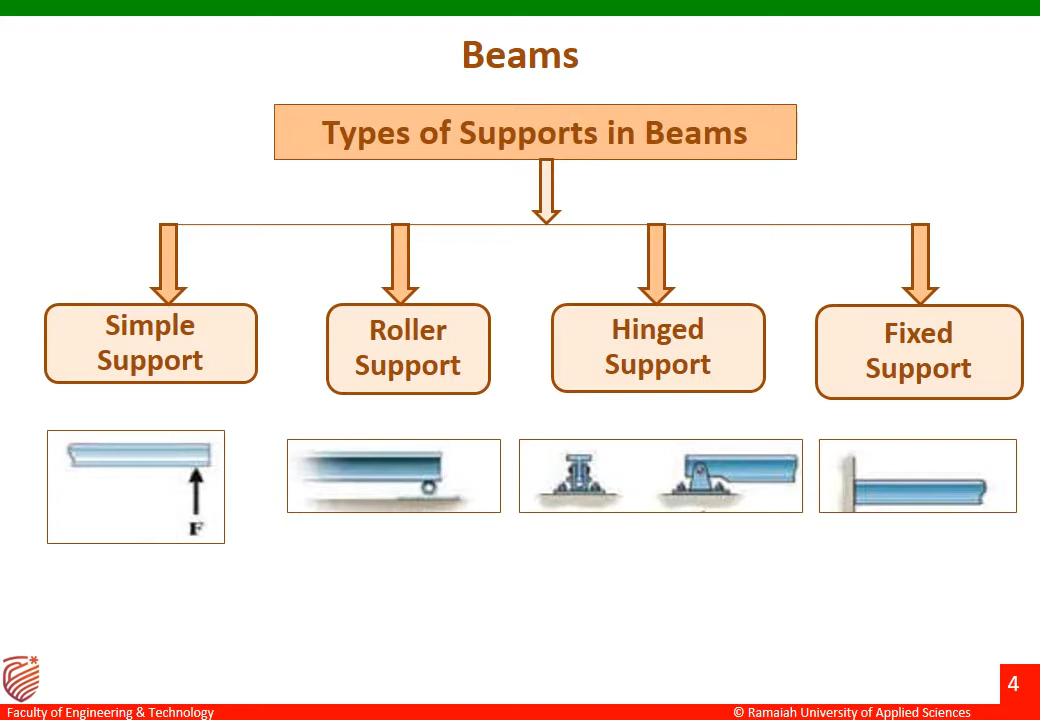 Beams
Types of Supports in Beams
Simple
Support
Roller
Support
Hinged
Support
Fixed
Support
F
4
Faculty of Engineering & Technology
© Ramaiah University of Applied Sciences